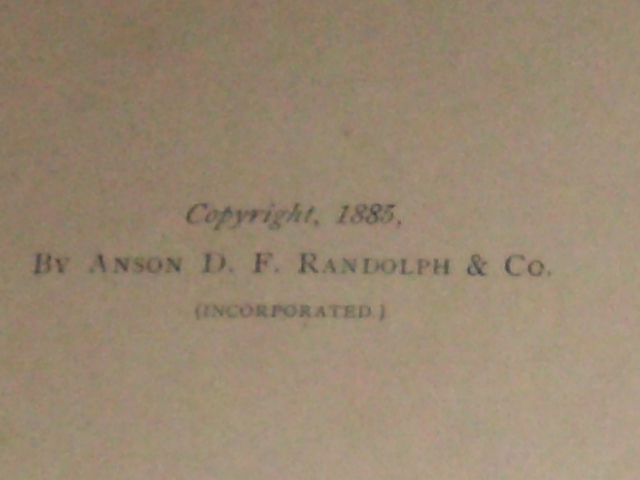 Copyright, 1885,
By Anson D. F. Randolph & Co.
(INCORPORATED.)